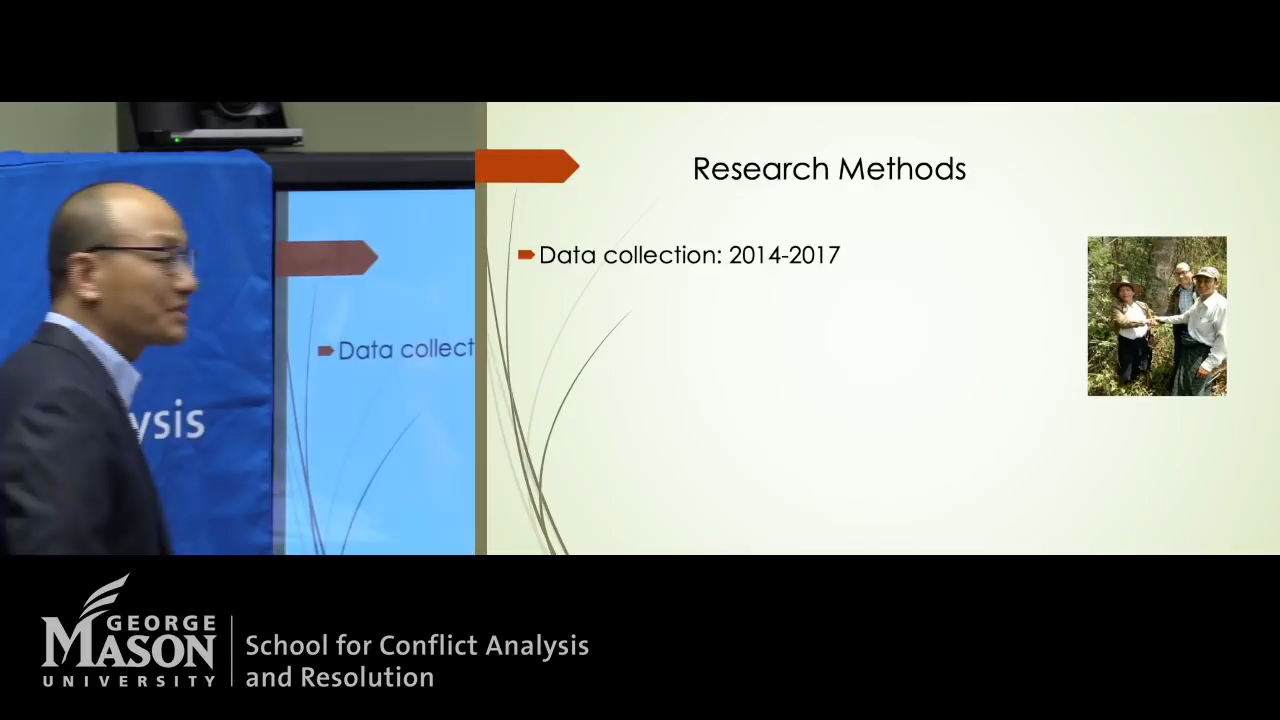 Research Methods
Data collection: 2014-2017
Data collect
ysis
GEORGE
MASON
UNIVERSITY
School for Conflict Analysis
and Resolution